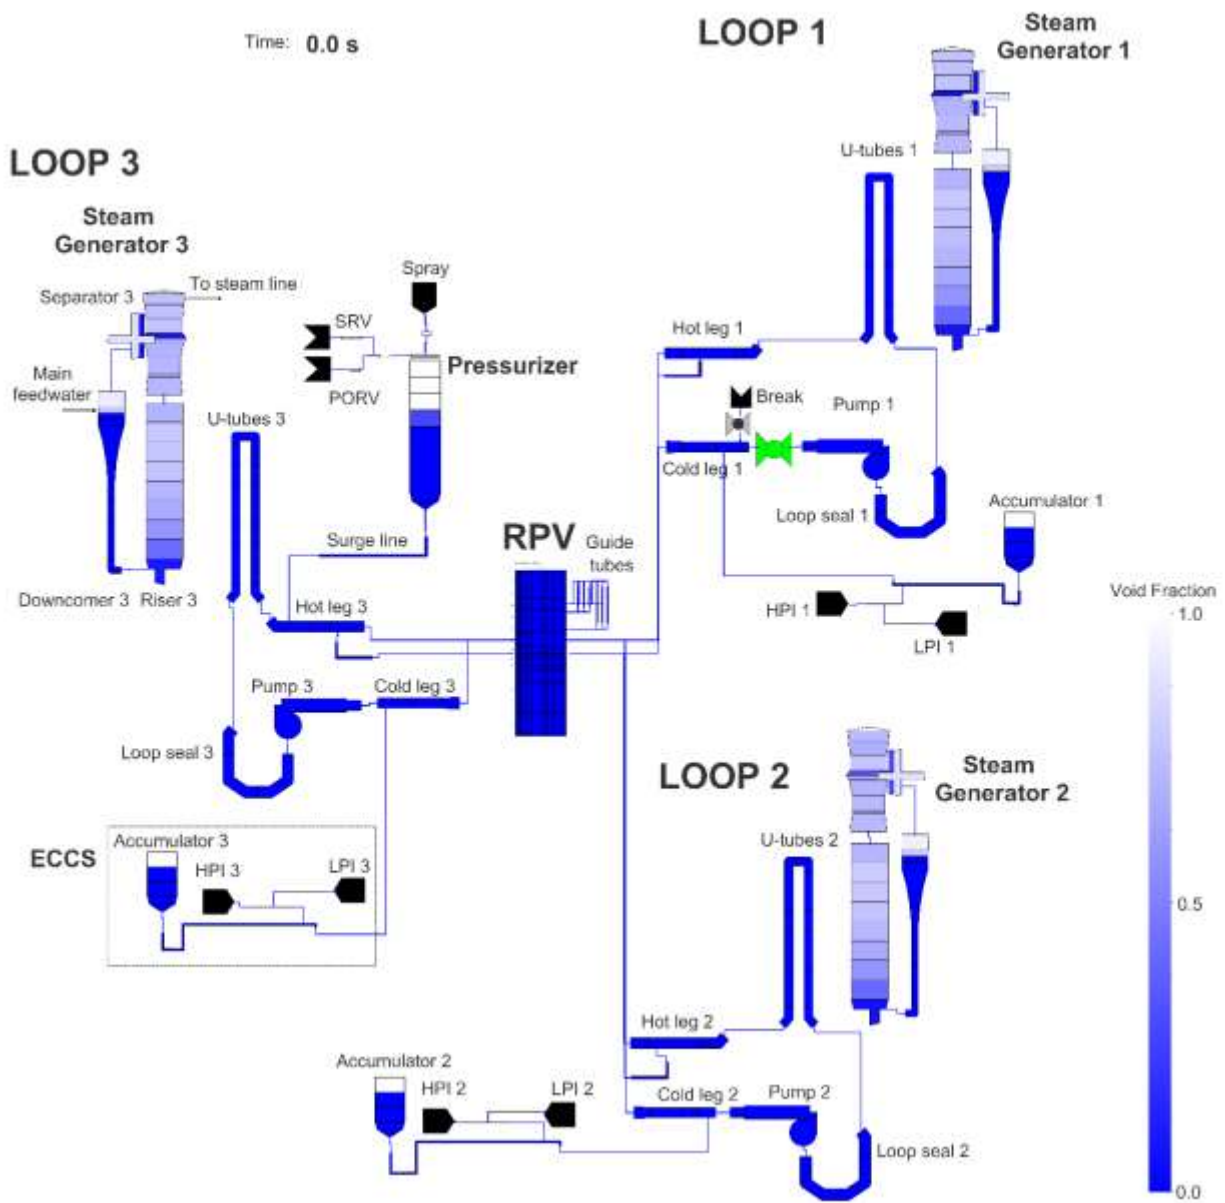 Time: 0.0 s
LOOP 1
Steam
Generator 1
U-tubes 1
Hot leg 1
Break
Pump 1
Cold leg 1
Loop seal 1
Accumulator 1
HPI 1
LPI 1
LOOP 3
Steam
Generator 3
To steam line
Separator 3
Main
feedwater
U-tubes 3
Downcomer 3
Riser 3
Spray
SRV
PORV
Pressurizer
Surge line
Hot leg 3
RPV
Guide
tubes
Pump 3
Cold leg 3
Loop seal 3
ECCS
Accumulator 3
HPI 3
LPI 3
LOOP 2
Steam
Generator 2
U-tubes 2
Hot leg 2
Cold leg 2
Pump 2
Loop seal 2
Accumulator 2
HPI 2
LPI 2
Void Fraction
1.0
0.5
0.0